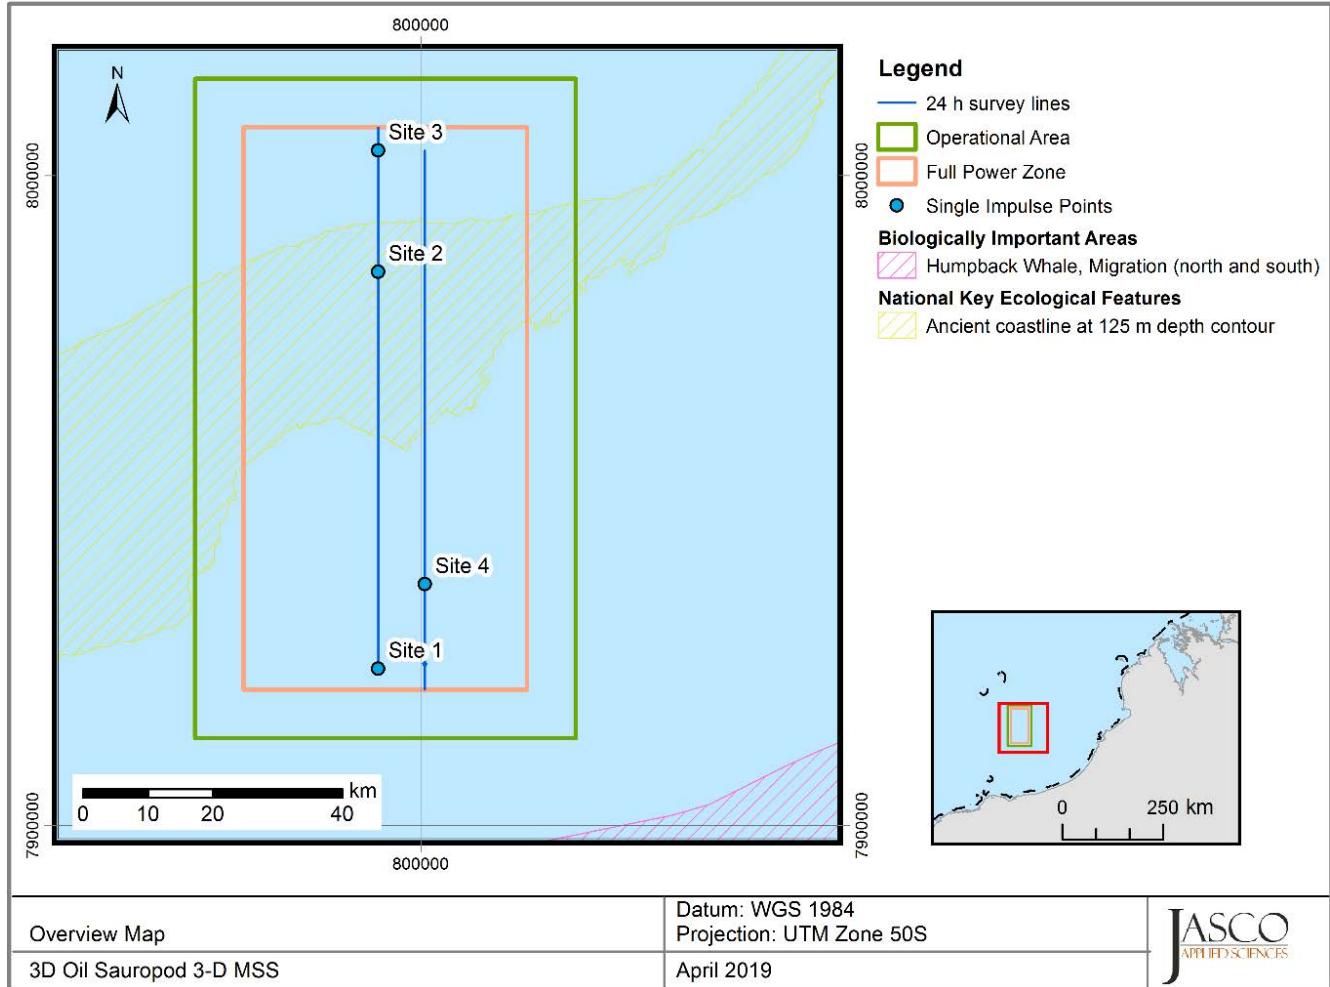 800000
N
8000000
8000000
Site 3
Site 2
Site 4
Site 1
km
0 10 20 40
7900000
7900000
800000
Legend
24 h survey lines
Operational Area
Full Power Zone
Single Impulse Points
Biologically Important Areas
Humpback Whale, Migration (north and south)
National Key Ecological Features
Ancient coastline at 125 m depth contour
0 250 km
Overview Map
Datum: WGS 1984
Projection: UTM Zone 50S
3D Oil Sauropod 3-D MSS
April 2019
JASCO
APPLIED SCIENCES